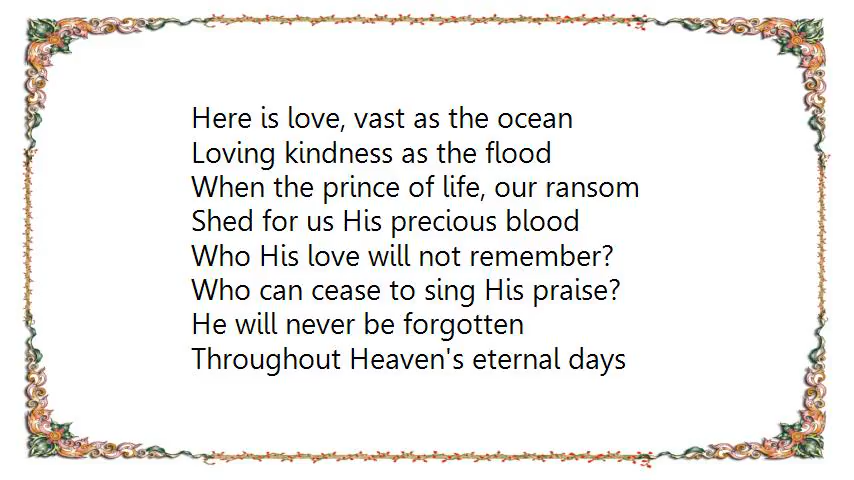 Here is love, vast as the ocean
Loving kindness as the flood
When the prince of life, our ransom
Shed for us His precious blood
Who His love will not remember?
Who can cease to sing His praise?
He will never be forgotten
Throughout Heaven's eternal days